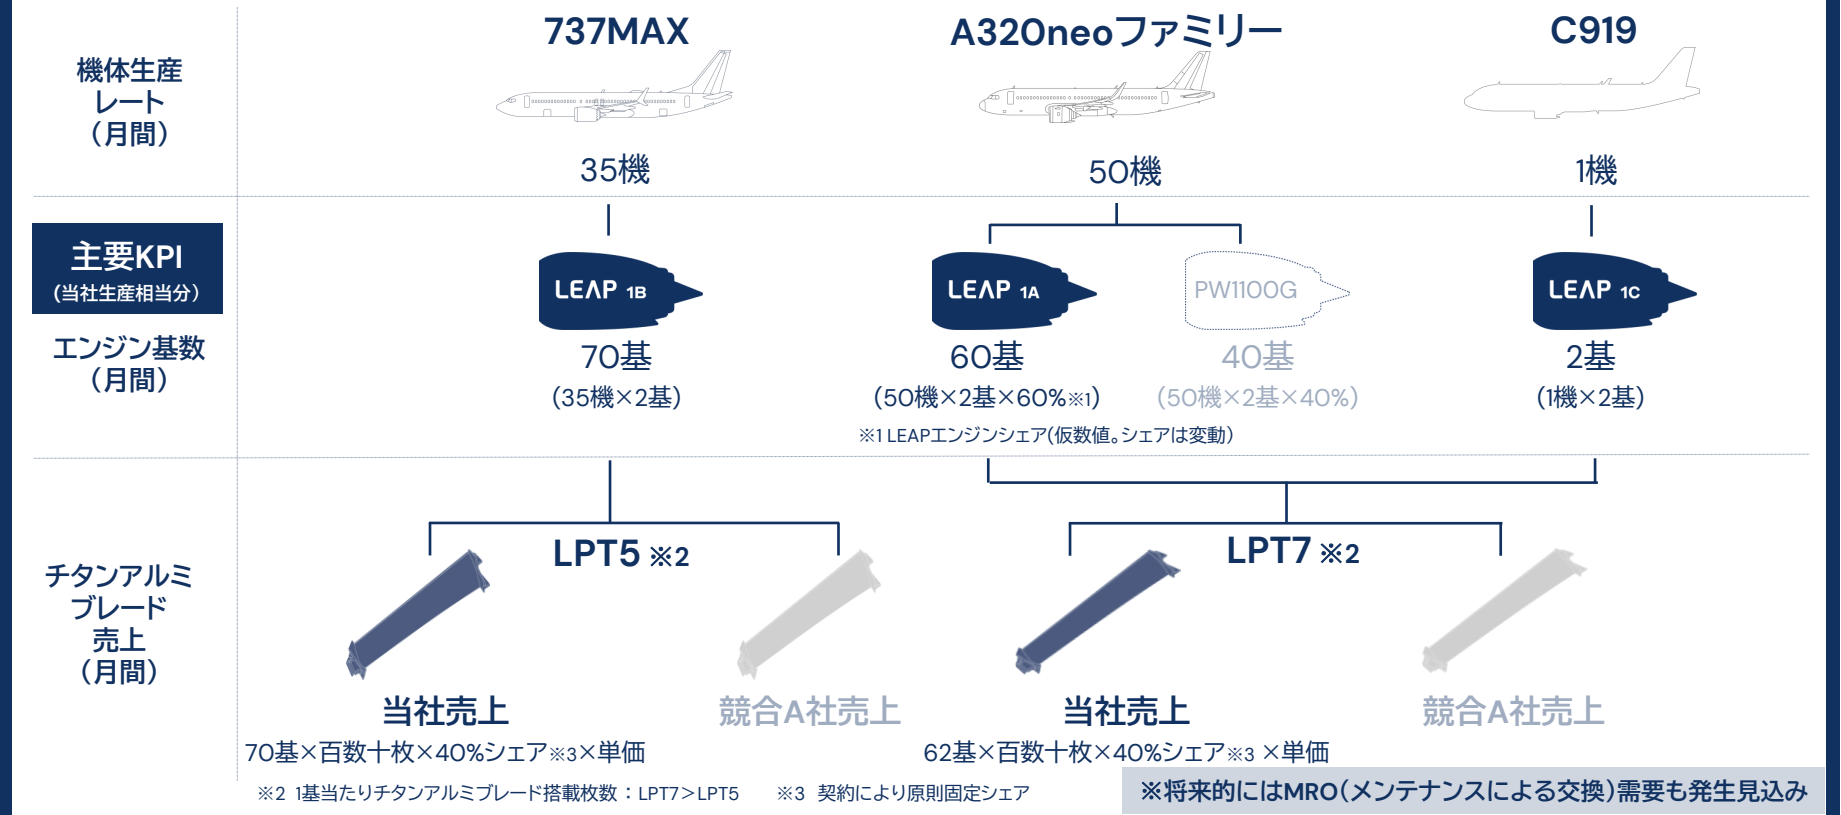 737MAX
A320neoファミリー
C919
機体生産
レート
（月間）
35機
50機
1機
主要KPI
(当社生産相当分）
エンジン基数
（月間）
LEAP 1B
LEAP 1A
PW1100G
LEAP 1C
70基
60基
40基
2基
(35機×2基)
(50機×2基×60%※1)
(50機×2基×40%)
(1機×2基)
※1 LEAPエンジンシェア(仮数値。シェアは変動)
チタンアルミ
ブレード
売上
（月間）
LPT5 ※2
LPT7 ※2
当社売上
競合A社売上
当社売上
競合A社売上
70基×百数十枚×40%シェア※3×単価
62基×百数十枚×40%シェア※3 ×単価
※2 1基当たりチタンアルミブレード搭載枚数：LPT7＞LPT5
※3 契約により原則固定シェア
※将来的にはMRO（メンテナンスによる交換）需要も発生見込み